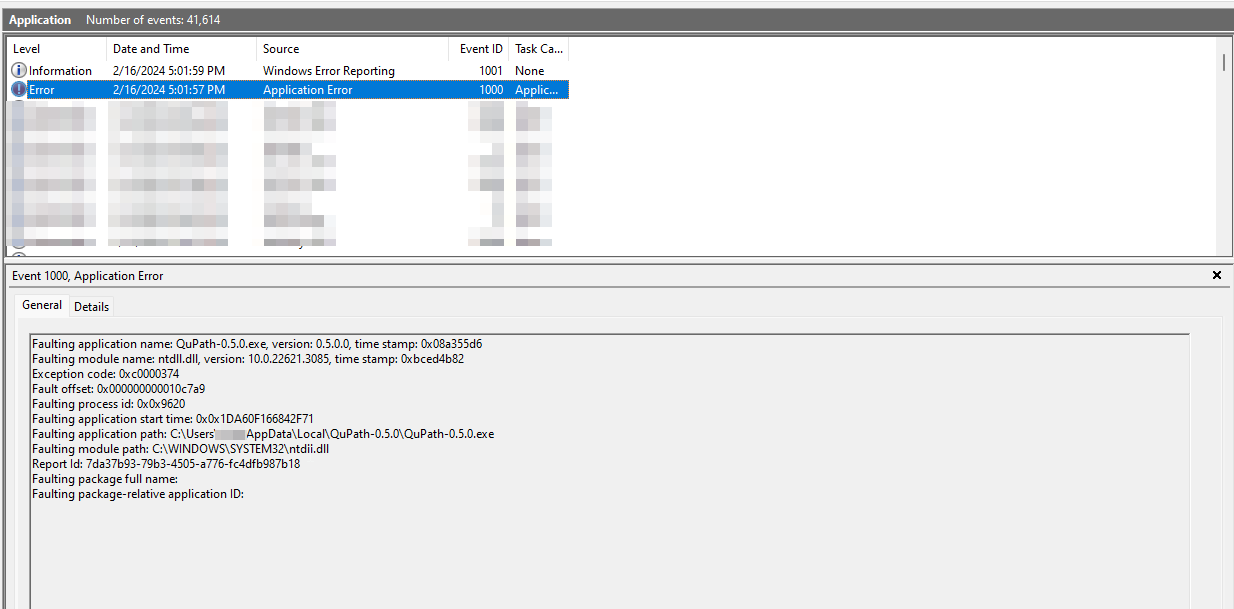 Application Number of events: 41,614
Level Date and Time Source Event ID Task Ca...
Information 2/16/2024 5:01:59 PM Windows Error Reporting 1001 None
Error 2/16/2024 5:01:57 PM Application Error 1000 Applic...
Event 1000, Application Error
General Details
Faulting application name: QuPath-0.5.0.exe, version: 0.5.0.0, time stamp: 0x08a355d6
Faulting module name: ntdll.dll, version: 10.0.22621.3085, time stamp: 0xbced4b82
Exception code: 0xc0000374
Fault offset: 0x000000000010c7a9
Faulting process id: 0x0x9620
Faulting application start time: 0x0x1DA60F166842F71
Faulting application path: C:\Users\ AppData\Local\QuPath-0.5.0\QuPath-0.5.0.exe
Faulting module path: C:\WINDOWS\SYSTEM32\ntdii.dll
Report Id: 7da37b93-79b3-4505-a776-fc4dfb987b18
Faulting package full name:
Faulting package-relative application ID: